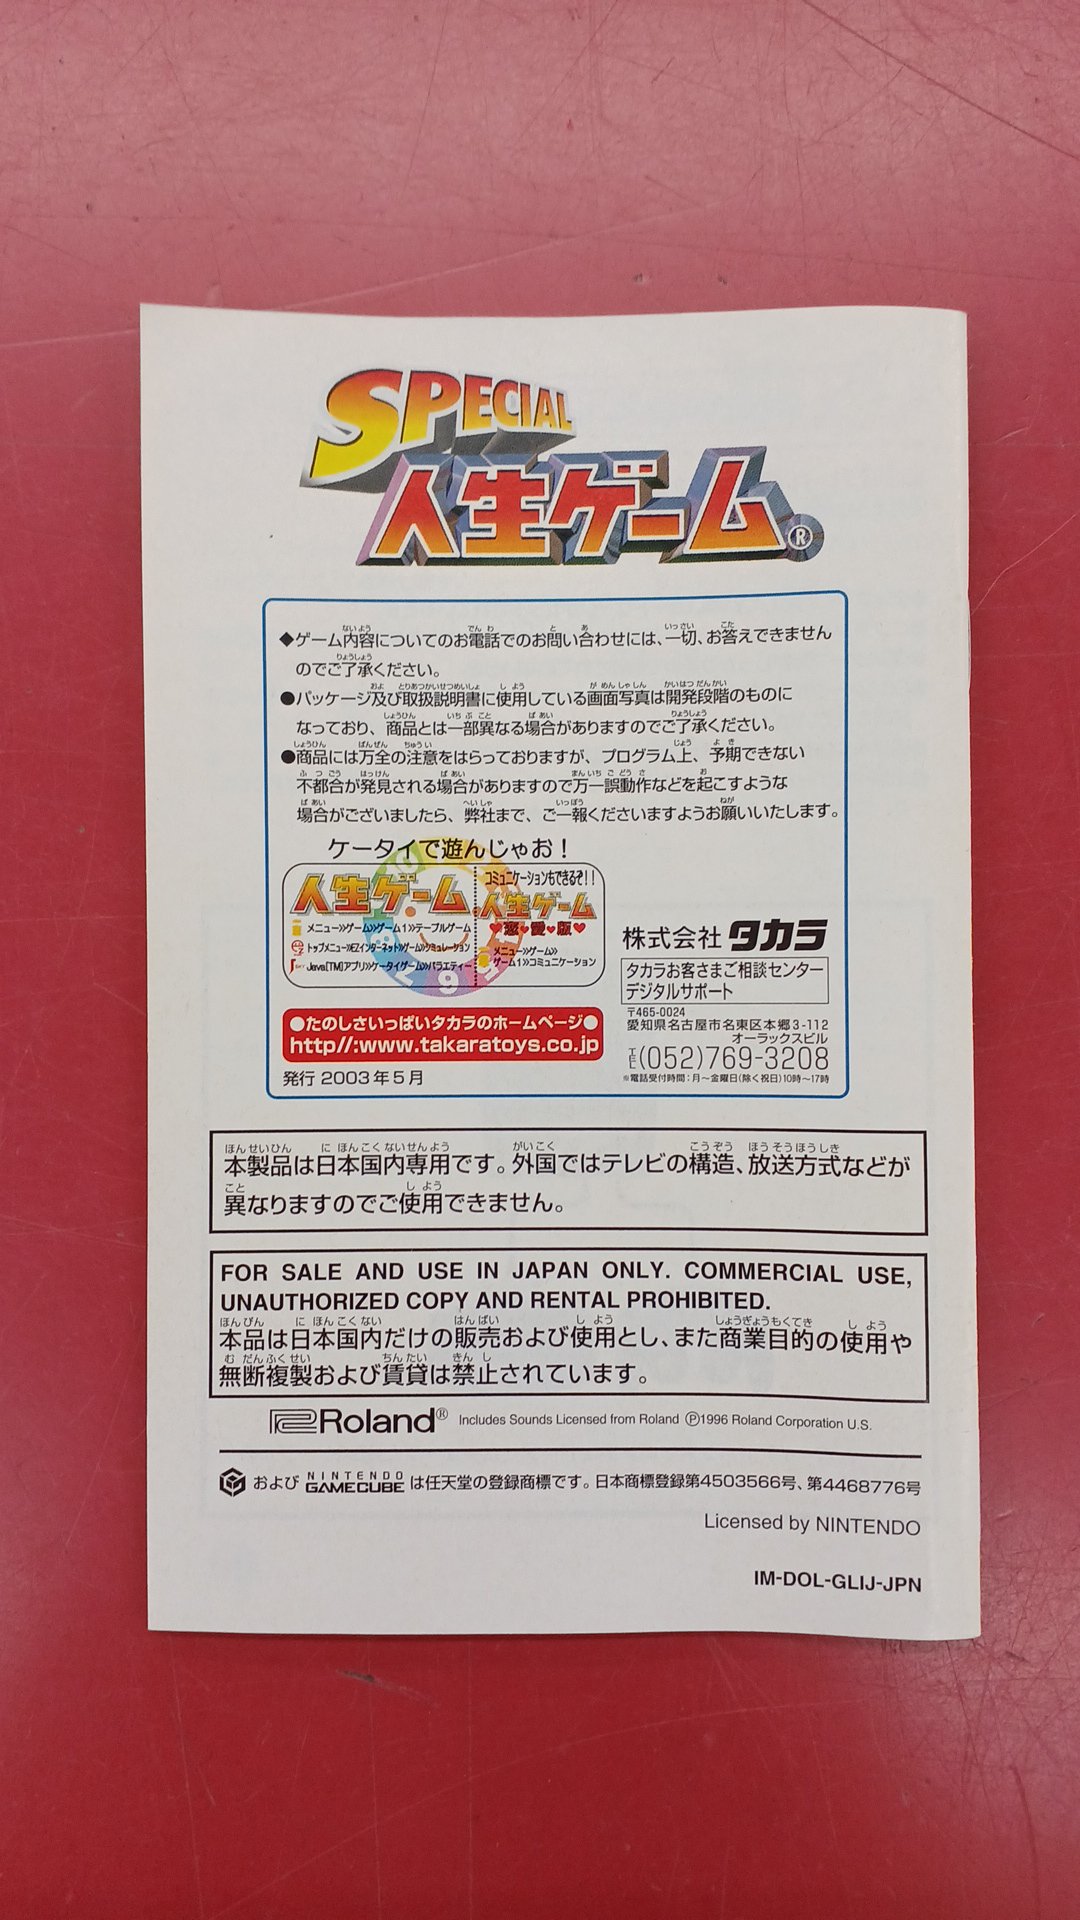 SPECIAL
人生ゲーム®
◆ゲーム内容についてのお電話でのお問い合わせには、一切、お答えできません
のでご了承ください。
●パッケージ及び取扱説明書に使用している画面写真は開発段階のものに
なっており、商品とは一部異なる場合がありますのでご了承ください。
●商品には万全の注意をはらっておりますが、プログラム上、予期できない
不都合が発見される場合がありますので万一誤動作などを起こすような
場合がございましたら、弊社まで、ご一報くださいますようお願いいたします。
ケータイで遊んじゃお！
人生ゲーム
メニュー≫ゲーム≫ゲーム1≫テーブルゲーム
トップメニュー≫EZインターネット≫ゲーム≫シミュレーション
Java[TM]アプリ≫ケータイゲーム≫バラエティー
コミュニケーションもできるぞ！！
人生ゲーム
♥恋♥愛♥版♥
メニュー≫ゲーム≫
ゲーム1≫コミュニケーション
●たのしさいっぱいタカラのホームページ●
http//:www.takaratoys.co.jp
発行 2003年5月
株式会社 タカラ
タカラお客さまご相談センター
デジタルサポート
〒465-0024
愛知県名古屋市名東区本郷3-112
オーラックスビル
TEL(052)769-3208
※電話受付時間：月～金曜日(除く祝日)10時～17時
本製品は日本国内専用です。外国ではテレビの構造、放送方式などが
異なりますのでご使用できません。
FOR SALE AND USE IN JAPAN ONLY. COMMERCIAL USE,
UNAUTHORIZED COPY AND RENTAL PROHIBITED.
本品は日本国内だけの販売および使用とし、また商業目的の使用や
無断複製および賃貸は禁止されています。
Roland® Includes Sounds Licensed from Roland ℗1996 Roland Corporation U.S.
および NINTENDO GAMECUBE は任天堂の登録商標です。日本商標登録第4503566号、第4468776号
Licensed by NINTENDO
IM-DOL-GLIJ-JPN